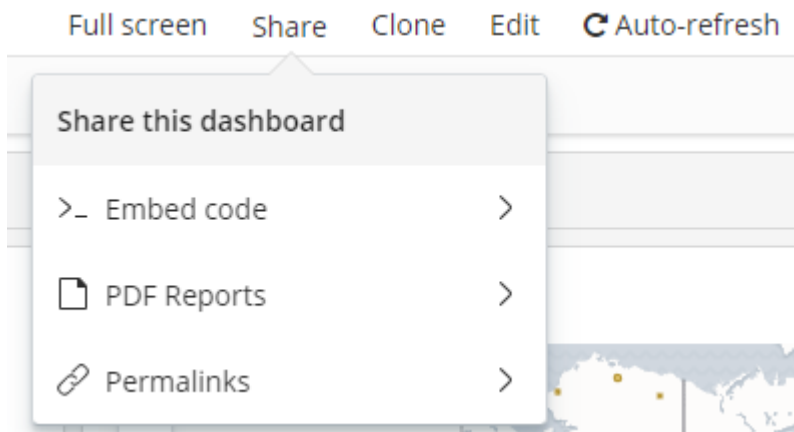 Full screen Share Clone Edit Auto-refresh
Share this dashboard
Embed code
PDF Reports
Permalinks